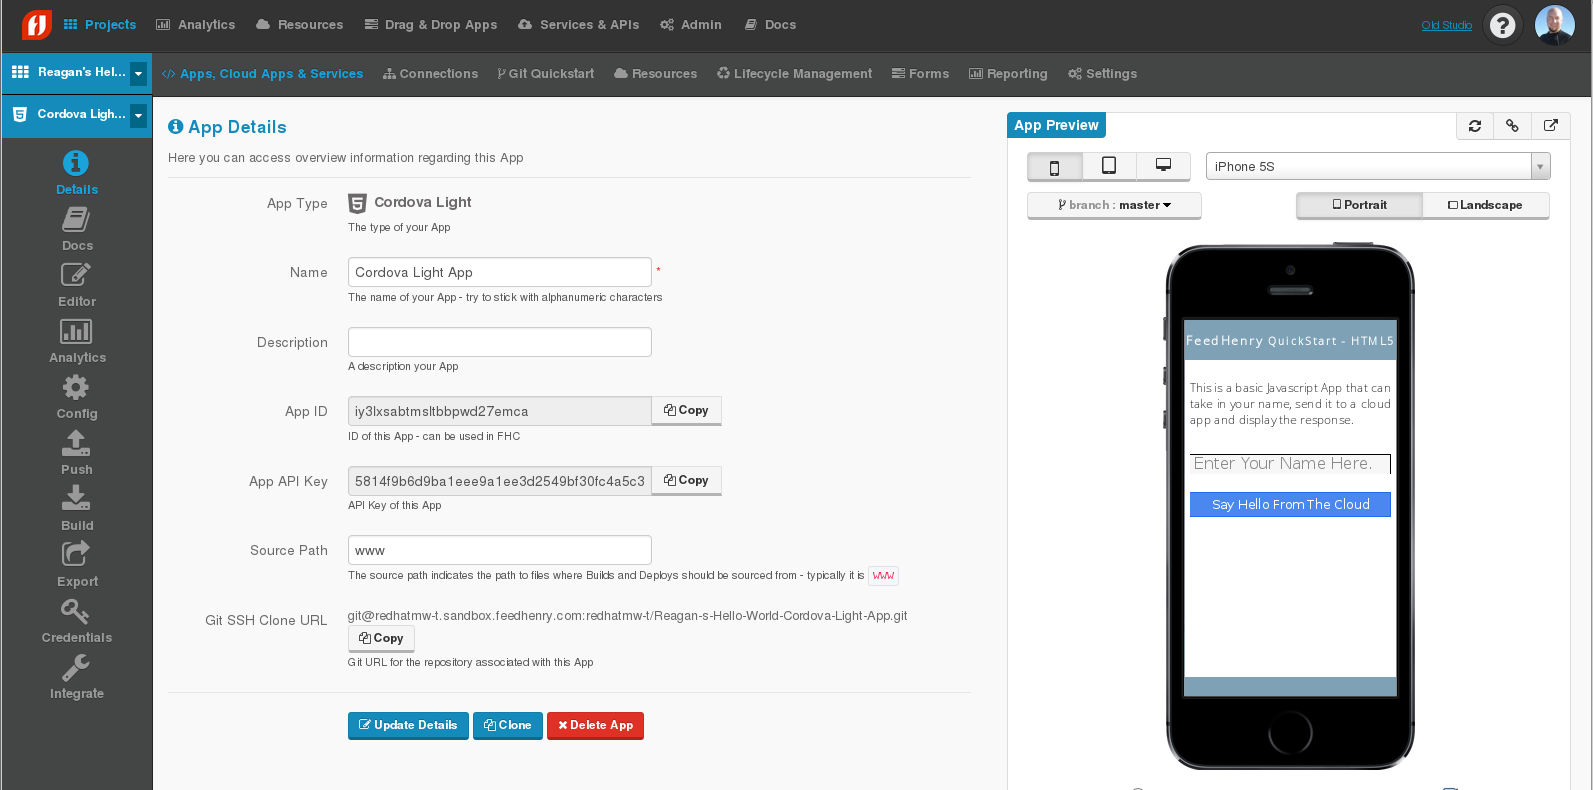 Projects Analytics Resources Drag & Drop Apps Services & APIs Admin Docs Old Studio ?
Reagan's Hel... Apps, Cloud Apps & Services Connections Git Quickstart Resources Lifecycle Management Forms Reporting Settings
Cordova Ligh...
Details
Docs
Editor
Analytics
Config
Push
Build
Export
Credentials
Integrate
App Details
Here you can access overview information regarding this App
App Type Cordova Light
The type of your App
Name Cordova Light App *
The name of your App - try to stick with alphanumeric characters
Description
A description your App
App ID iy3lxsabtmsltbbpwd27emca Copy
ID of this App - can be used in FHC
App API Key 5814f9b6d9ba1eee9a1ee3d2549bf30fc4a5c3 Copy
API Key of this App
Source Path www
The source path indicates the path to files where Builds and Deploys should be sourced from - typically it is www
Git SSH Clone URL git@redhatmw-t.sandbox.feedhenry.com:redhatmw-t/Reagan-s-Hello-World-Cordova-Light-App.git
Copy
Git URL for the repository associated with this App
Update Details Clone Delete App
App Preview
iPhone 5S
branch : master Portrait Landscape
FeedHenry QuickStart - HTML5
This is a basic Javascript App that can
take in your name, send it to a cloud
app and display the response.
Enter Your Name Here.
Say Hello From The Cloud